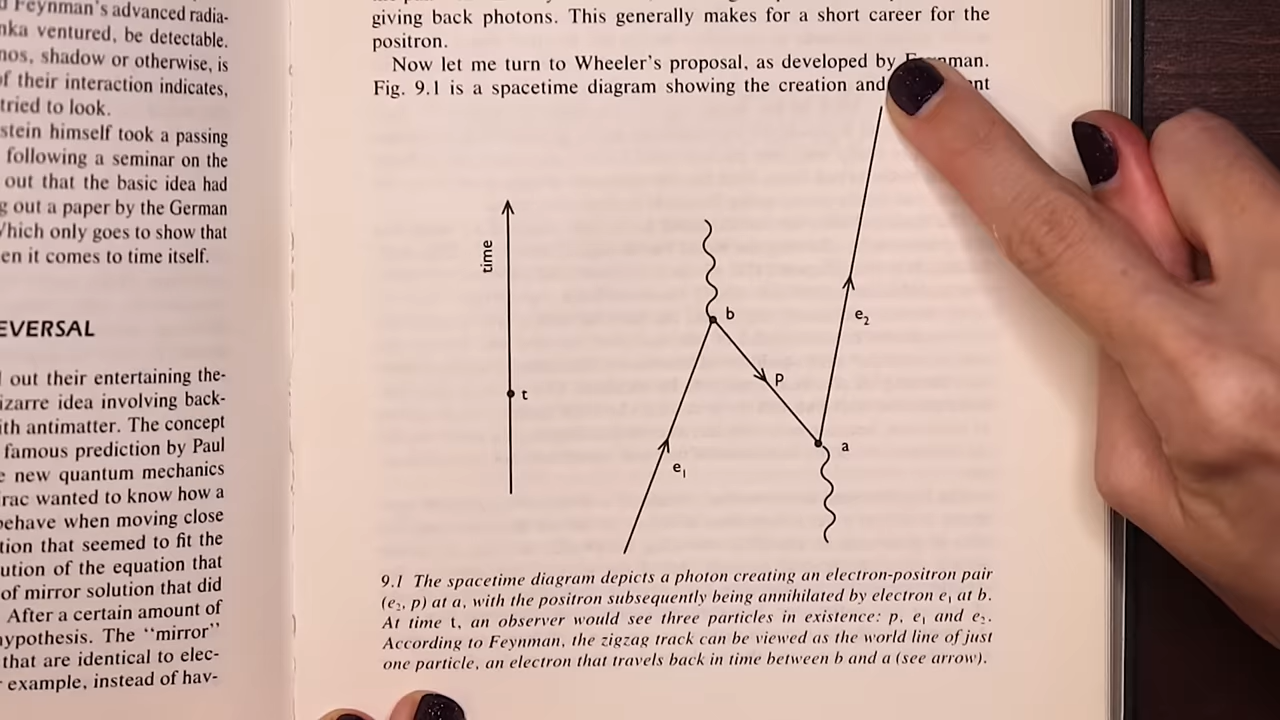 Feynman's advanced radia-
ventured, be detectable.
shadow or otherwise, is
of their interaction indicates,
tried to look.
stein himself took a passing
following a seminar on the
out that the basic idea had
out a paper by the German
Which only goes to show that
en it comes to time itself.
EVERSAL
out their entertaining the-
izarre idea involving back-
ith antimatter. The concept
famous prediction by Paul
new quantum mechanics
rac wanted to know how a
behave when moving close
tion that seemed to fit the
ution of the equation that
of mirror solution that did
After a certain amount of
hypothesis. The "mirror"
that are identical to elec-
example, instead of hav-
giving back photons. This generally makes for a short career for the
positron.
Now let me turn to Wheeler's proposal, as developed by
Fig. 9.1 is a spacetime diagram showing the creation and
time
t
b
p
e₂
a
e₁
9.1 The spacetime diagram depicts a photon creating an electron-positron pair
(e₂, p) at a, with the positron subsequently being annihilated by electron e₁ at b.
At time t, an observer would see three particles in existence: p, e₁ and e₂.
According to Feynman, the zigzag track can be viewed as the world line of just
one particle, an electron that travels back in time between b and a (see arrow).